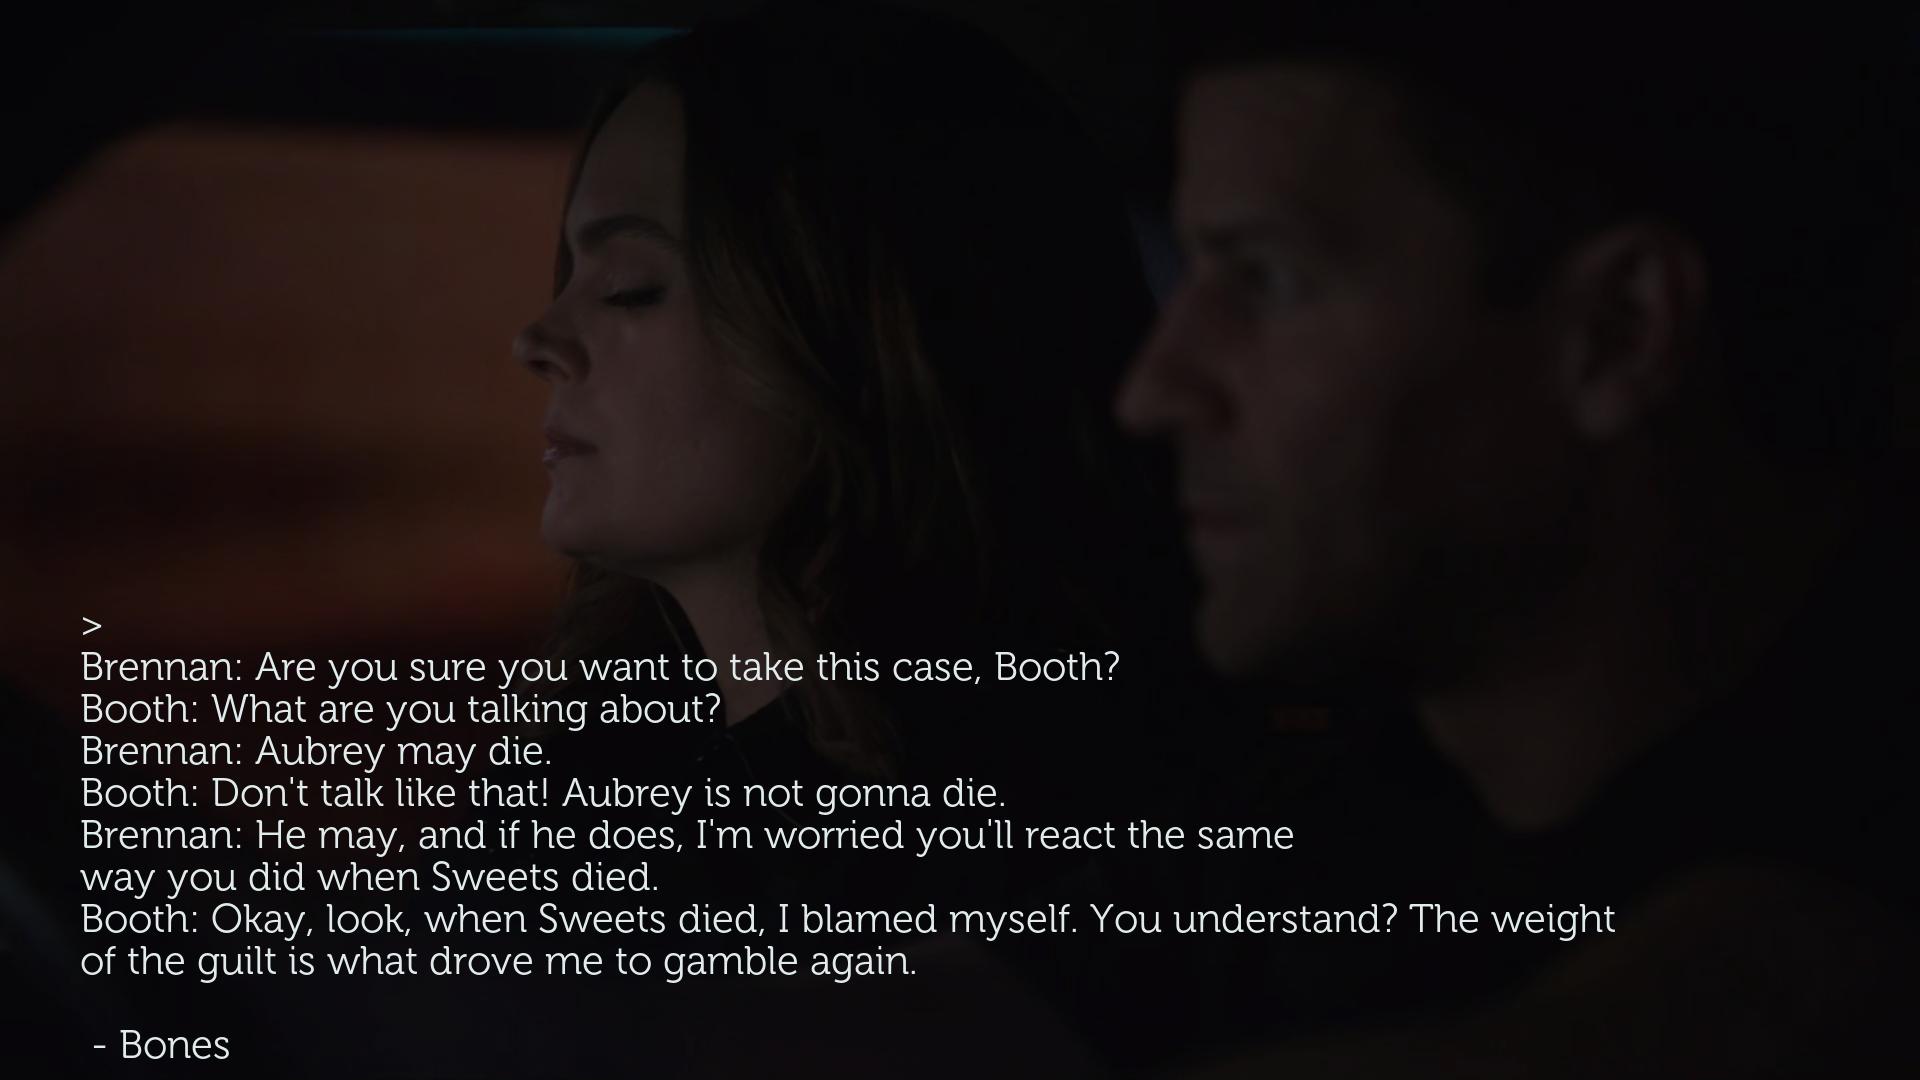 >
Brennan: Are you sure you want to take this case, Booth?
Booth: What are you talking about?
Brennan: Aubrey may die.
Booth: Don't talk like that! Aubrey is not gonna die.
Brennan: He may, and if he does, I'm worried you'll react the same
way you did when Sweets died.
Booth: Okay, look, when Sweets died, I blamed myself. You understand? The weight
of the guilt is what drove me to gamble again.
- Bones